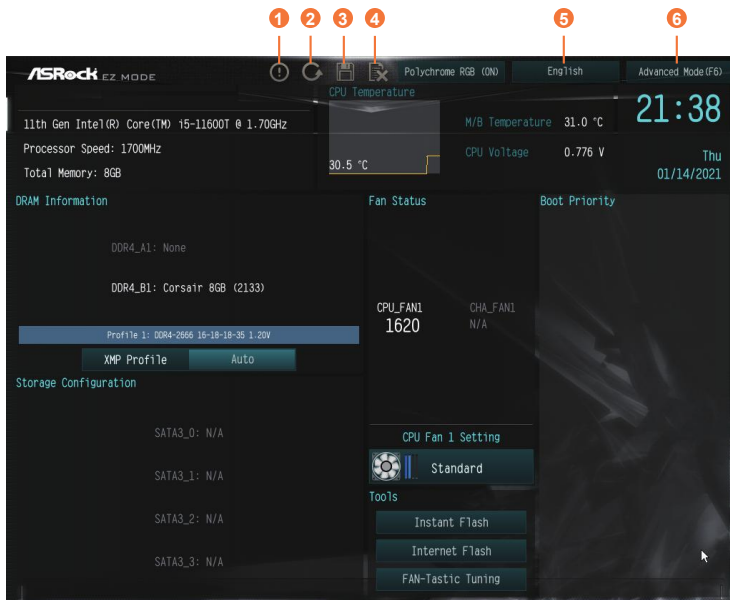 1 2 3 4 5 6
ASRock EZ MODE
Polychrome RGB (ON)
English
Advanced Mode(F6)
11th Gen Intel(R) Core(TM) i5-11600T @ 1.70GHz
Processor Speed: 1700MHz
Total Memory: 8GB
CPU Temperature
30.5 °C
M/B Temperature 31.0 °C
CPU Voltage 0.776 V
21:38
Thu
01/14/2021
DRAM Information
DDR4_A1: None
DDR4_B1: Corsair 8GB (2133)
Profile 1: DDR4-2666 16-18-18-35 1.20V
XMP Profile Auto
Storage Configuration
SATA3_0: N/A
SATA3_1: N/A
SATA3_2: N/A
SATA3_3: N/A
Fan Status
CPU_FAN1 CHA_FAN1
1620 N/A
CPU Fan 1 Setting
Standard
Tools
Instant Flash
Internet Flash
FAN-Tastic Tuning
Boot Priority